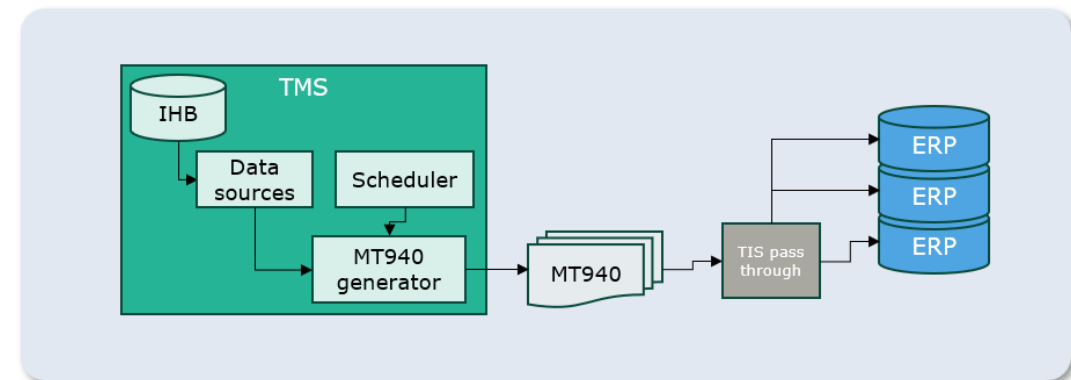 TMS
IHB
Data
sources
Scheduler
MT940
generator
MT940
TIS pass
through
ERP
ERP
ERP